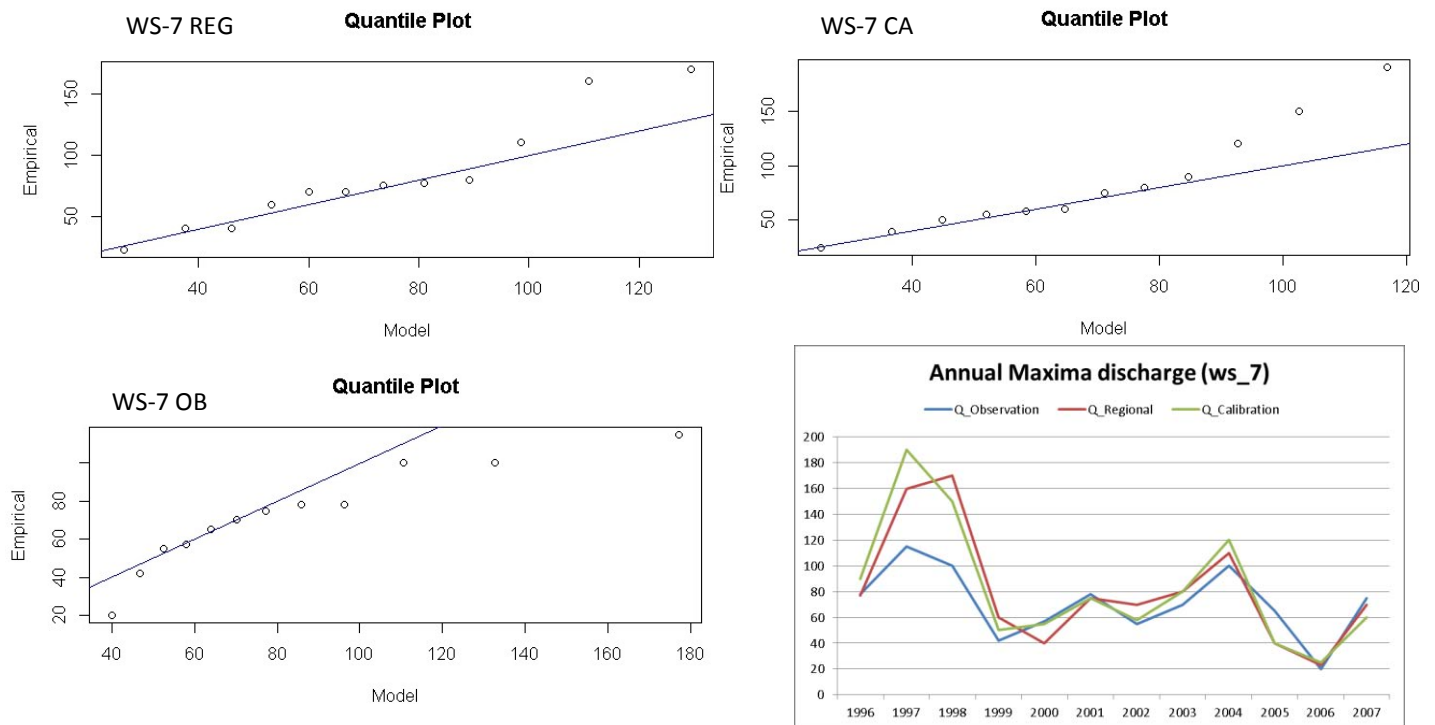 WS-7 REG
Quantile Plot
Empirical
150
100
50
40 60 80 100 120
Model
WS-7 CA
Quantile Plot
Empirical
150
100
50
40 60 80 100 120
Model
WS-7 OB
Quantile Plot
Empirical
80
60
40
20
40 60 80 100 120 140 160 180
Model
Annual Maxima discharge (ws_7)
Q_Observation Q_Regional Q_Calibration
200
180
160
140
120
100
80
60
40
20
0
1996 1997 1998 1999 2000 2001 2002 2003 2004 2005 2006 2007